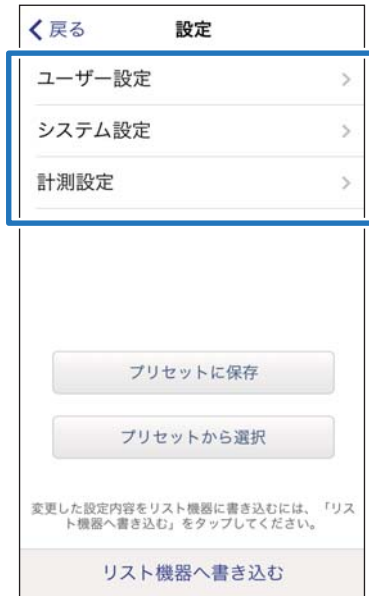 戻る 設定
ユーザー設定
システム設定
計測設定
プリセットに保存
プリセットから選択
変更した設定内容をリスト機器に書き込むには、「リス
ト機器へ書き込む」をタップしてください。
リスト機器へ書き込む